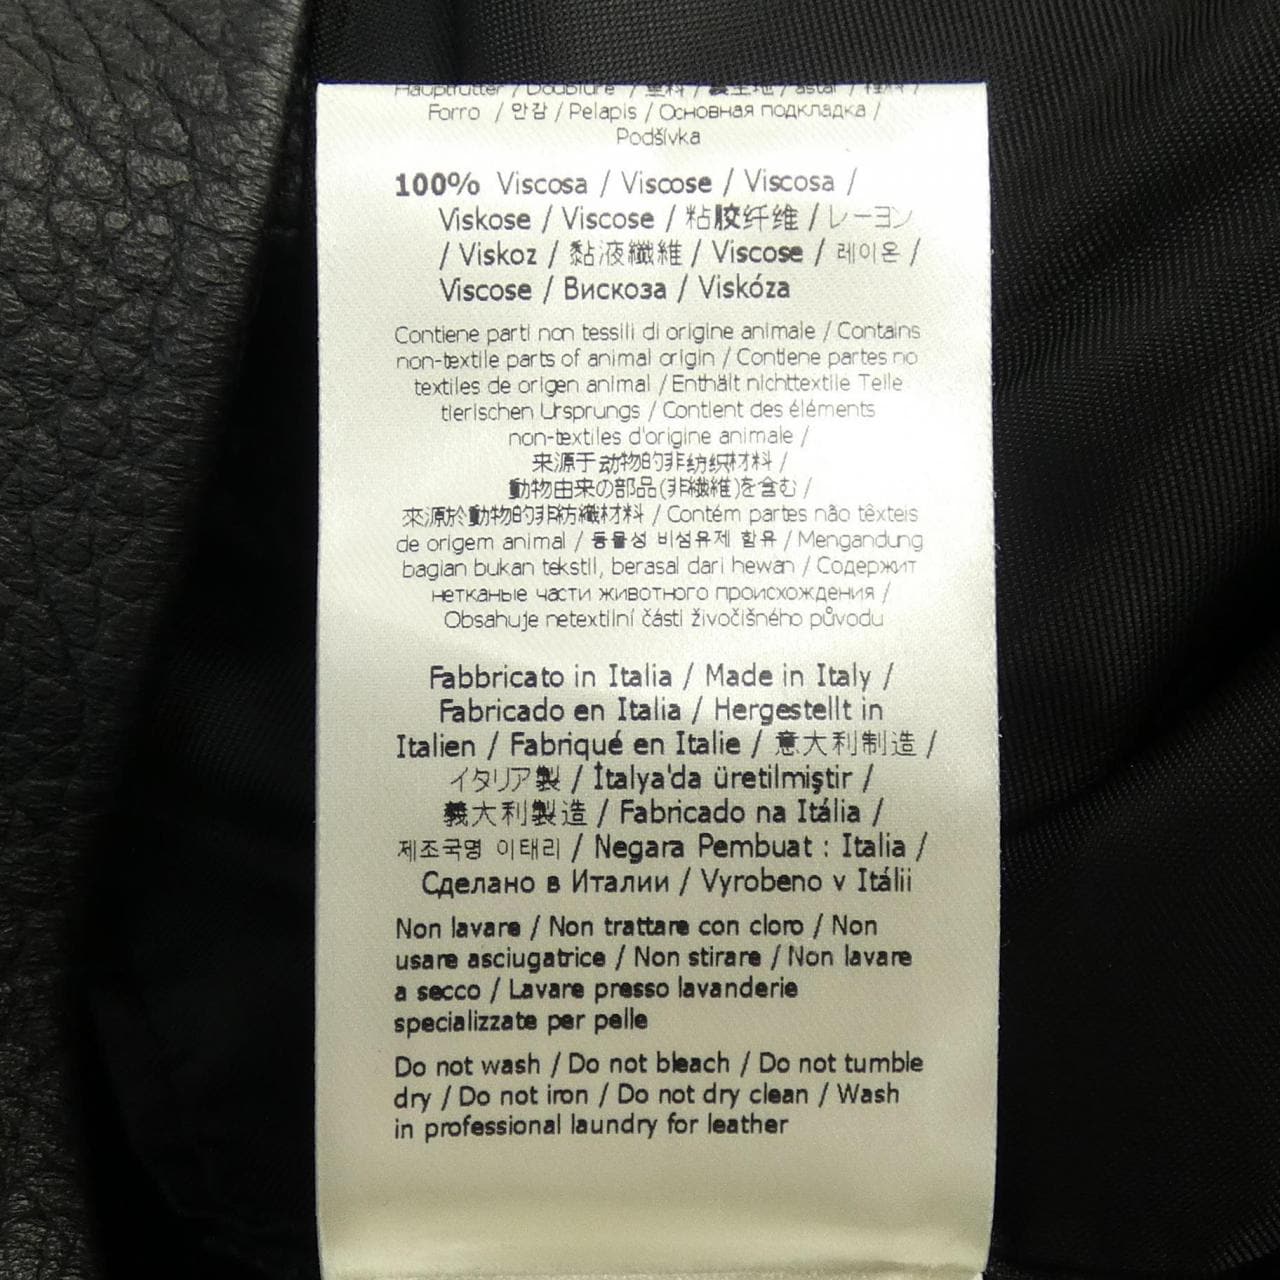 Hauptfutter / Doublure / 里料 / 裏生地 / astar / 裡料 /
Forro / 안감 / Pelapis / Основная подкладка /
Podšívka
100% Viscosa / Viscose / Viscosa /
Viskose / Viscose / 粘胶纤维 / レーヨン
/ Viskoz / 黏液纖維 / Viscose / 레이온 /
Viscose / Вискоза / Viskóza
Contiene parti non tessili di origine animale / Contains
non-textile parts of animal origin / Contiene partes no
textiles de origen animal / Enthält nichttextile Teile
tierischen Ursprungs / Contient des éléments
non-textiles d'origine animale /
来源于动物的非纺织材料 /
動物由来の部品(非繊維)を含む /
來源於動物的非紡織材料 / Contém partes não têxteis
de origem animal / 동물성 비섬유제 함유 / Mengandung
bagian bukan tekstil, berasal dari hewan / Содержит
нетканые части животного происхождения /
Obsahuje netextilní části živočišného původu
Fabbricato in Italia / Made in Italy /
Fabricado en Italia / Hergestellt in
Italien / Fabriqué en Italie / 意大利制造 /
イタリア製 / İtalya'da üretilmiştir /
義大利製造 / Fabricado na Itália /
제조국명 이태리 / Negara Pembuat : Italia /
Сделано в Италии / Vyrobeno v Itálii
Non lavare / Non trattare con cloro / Non
usare asciugatrice / Non stirare / Non lavare
a secco / Lavare presso lavanderie
specializzate per pelle
Do not wash / Do not bleach / Do not tumble
dry / Do not iron / Do not dry clean / Wash
in professional laundry for leather